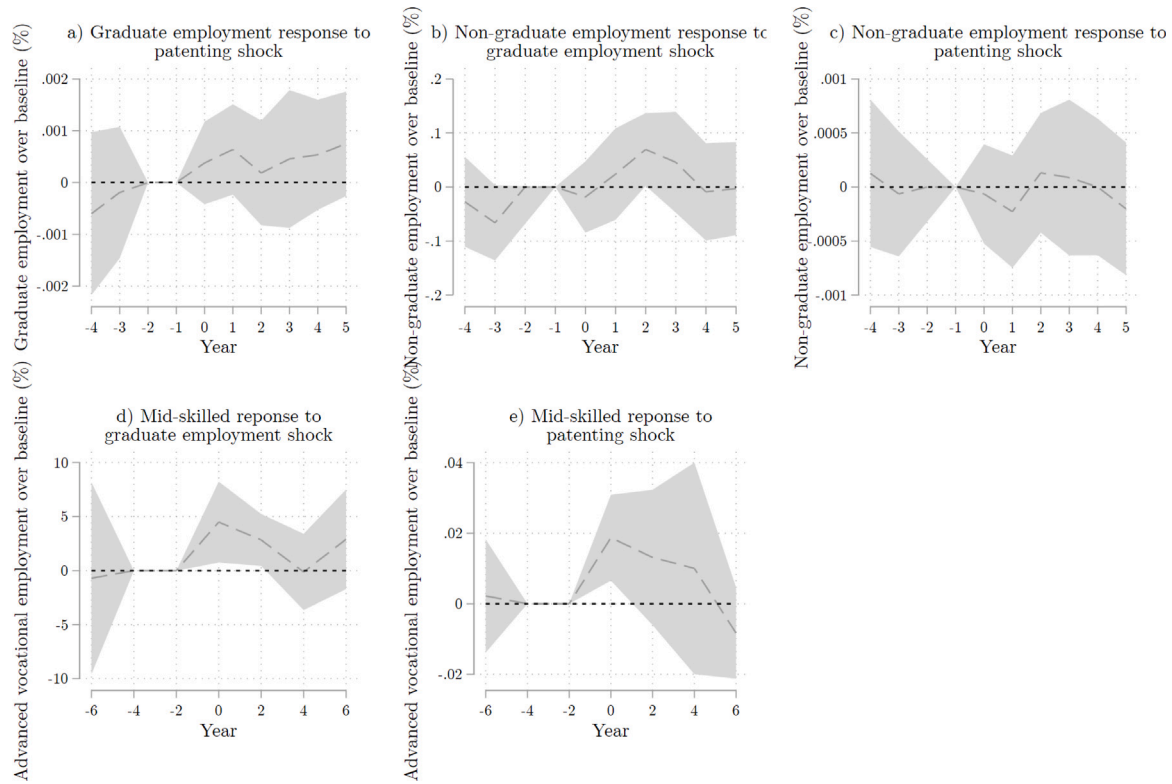 a) Graduate employment response to
patenting shock
Graduate employment over baseline (%)
.002
.001
0
-.001
-.002
-4 -3 -2 -1 0 1 2 3 4 5
Year
b) Non-graduate employment response to
graduate employment shock
Non-graduate employment over baseline (%)
.2
.1
0
-.1
-.2
-4 -3 -2 -1 0 1 2 3 4 5
Year
c) Non-graduate employment response to
patenting shock
Non-graduate employment over baseline (%)
.001
.0005
0
-.0005
-.001
-4 -3 -2 -1 0 1 2 3 4 5
Year
d) Mid-skilled reponse to
graduate employment shock
Advanced vocational employment over baseline (%)
10
5
0
-5
-10
-6 -4 -2 0 2 4 6
Year
e) Mid-skilled reponse to
patenting shock
Advanced vocational employment over baseline (%)
.04
.02
0
-.02
-6 -4 -2 0 2 4 6
Year